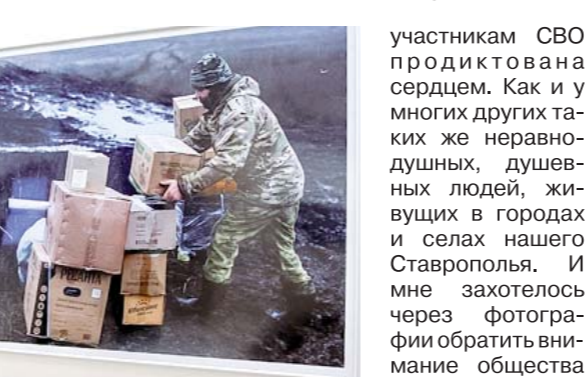 РЕСАНТА
участникам СВО
продиктована
сердцем. Как и у
многих других та-
ких же неравно-
душных, душев-
ных людей, жи-
вущих в городах
и селах нашего
Ставрополья. И
мне захотелось
через фотогра-
фии обратить вни-
мание общества